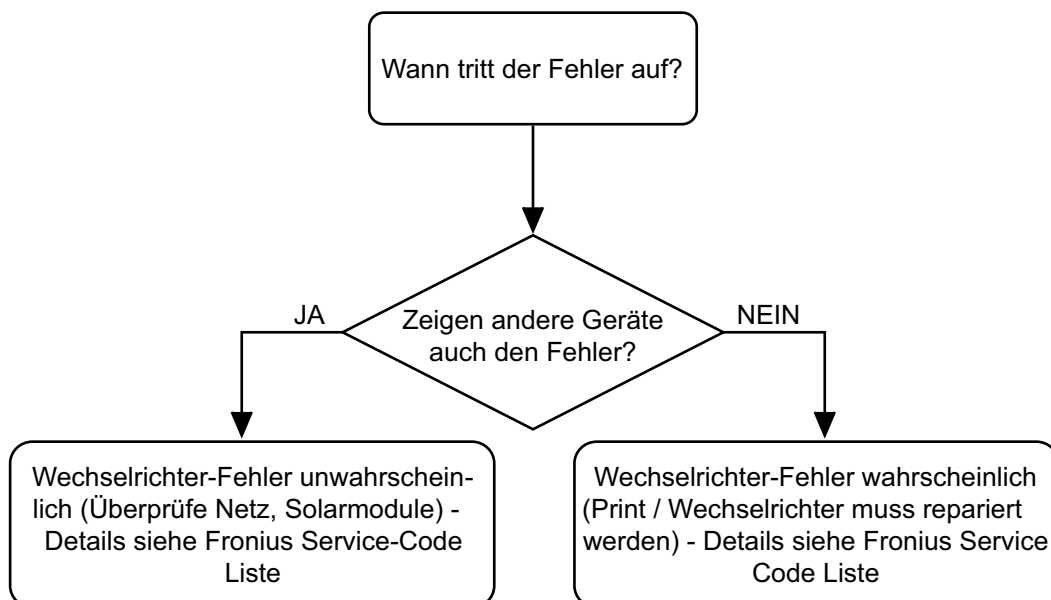 Wann tritt der Fehler auf?
JA
Zeigen andere Geräte
auch den Fehler?
NEIN
Wechselrichter-Fehler unwahrschein-
lich (Überprüfe Netz, Solarmodule) -
Details siehe Fronius Service-Code
Liste
Wechselrichter-Fehler wahrscheinlich
(Print / Wechselrichter muss repariert
werden) - Details siehe Fronius Service
Code Liste